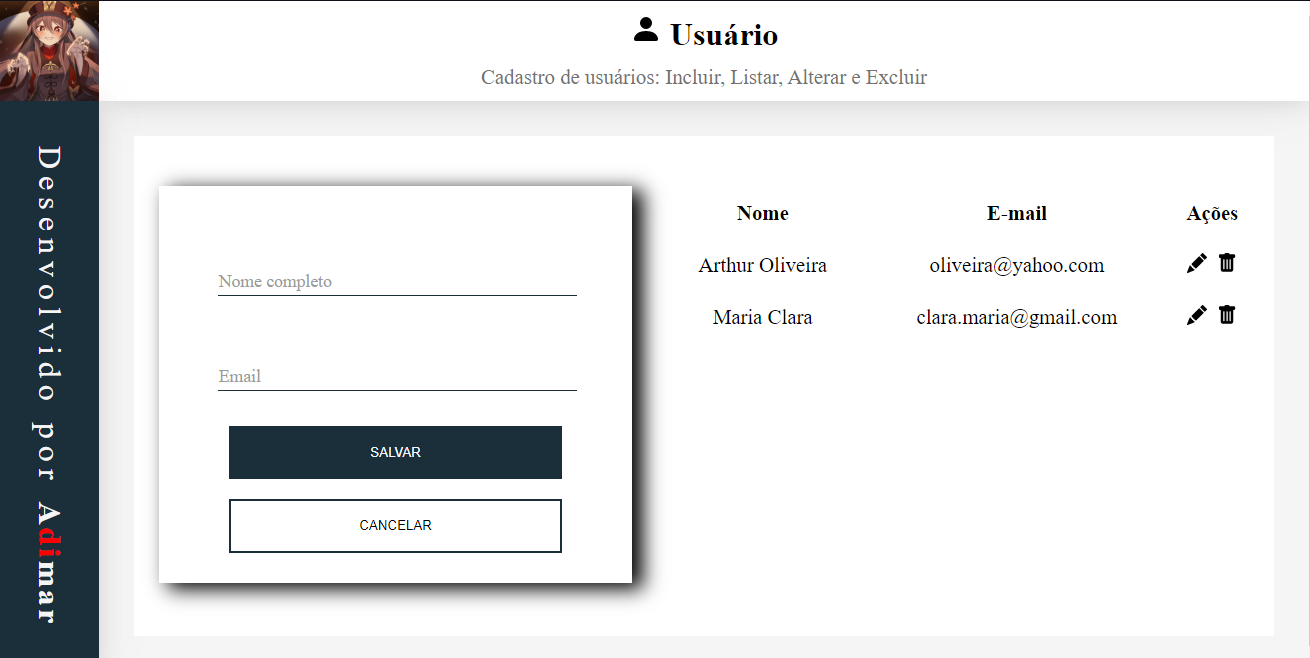 Usuário
Cadastro de usuários: Incluir, Listar, Alterar e Excluir
Desenvolvido por Adimar
Nome completo
Email
SALVAR
CANCELAR
Nome E-mail Ações
Arthur Oliveira oliveira@yahoo.com
Maria Clara clara.maria@gmail.com